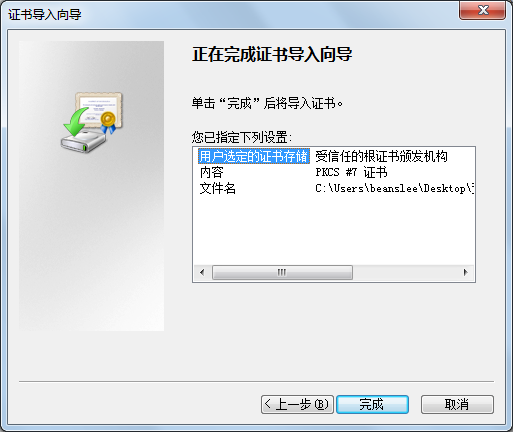 证书导入向导
正在完成证书导入向导
单击“完成”后将导入证书。
您已指定下列设置:
用户选定的证书存储 受信任的根证书颁发机构
内容 PKCS #7 证书
文件名 C:\Users\beanslee\Desktop\
< 上一步(B) 完成 取消